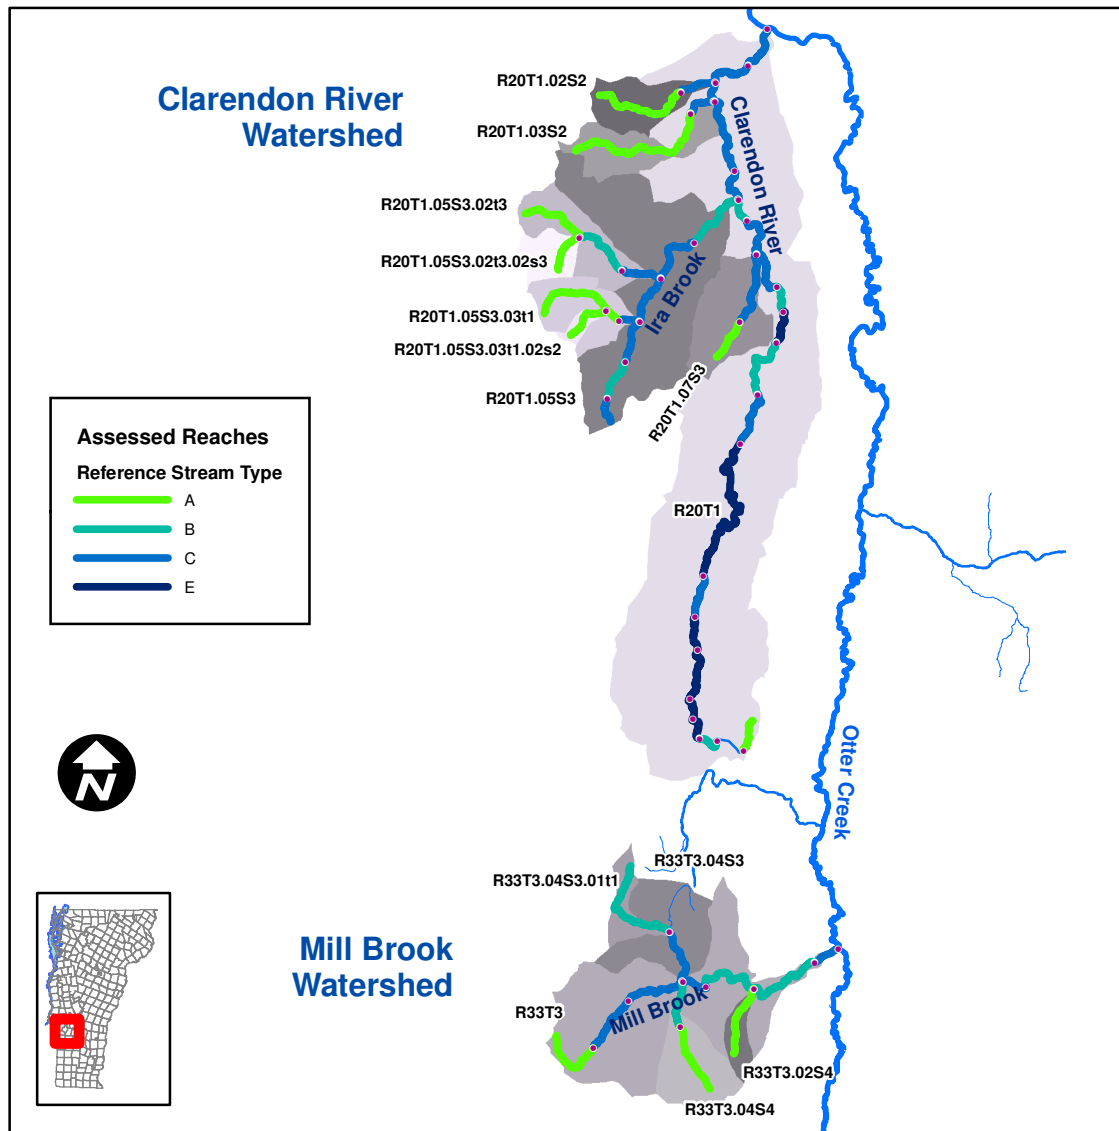 Clarendon River
Watershed
R20T1.02S2
R20T1.03S2
Clarendon River
R20T1.05S3.02t3
R20T1.05S3.02t3.02s3
Ira Brook
R20T1.05S3.03t1
R20T1.05S3.03t1.02s2
R20T1.05S3
R20T1.07S3
Assessed Reaches
Reference Stream Type
A
B
C
E
R20T1
N
Otter Creek
R33T3.04S3
R33T3.04S3.01t1
Mill Brook
Watershed
R33T3
Mill Brook
R33T3.02S4
R33T3.04S4